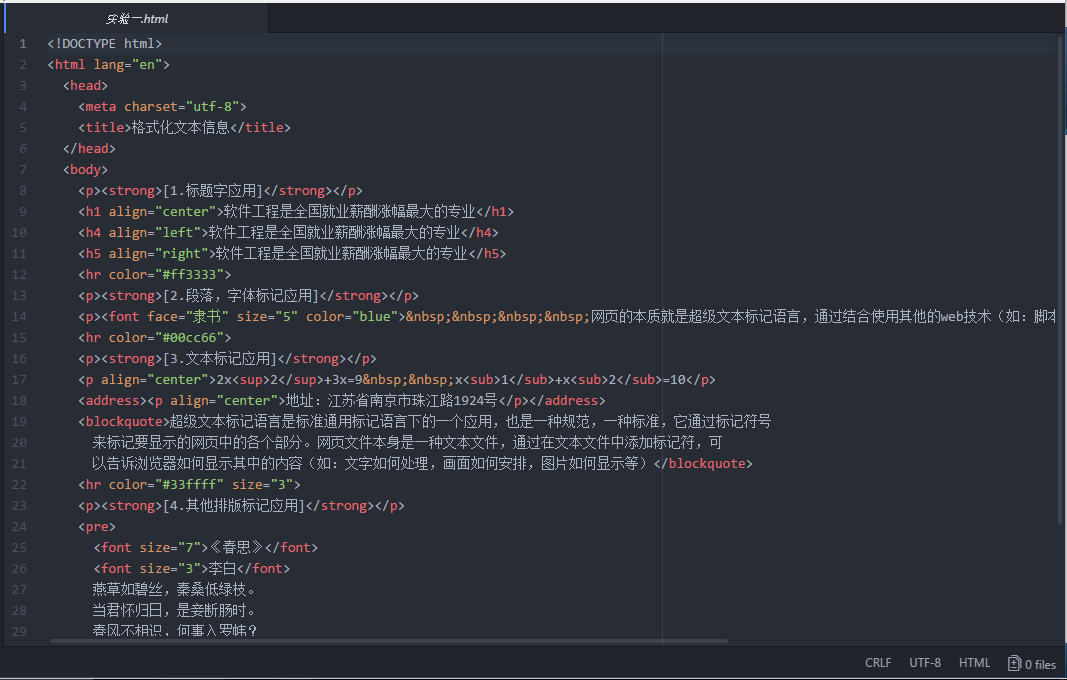 实验一.html
1 <!DOCTYPE html>
2 <html lang="en">
3 <head>
4 <meta charset="utf-8">
5 <title>格式化文本信息</title>
6 </head>
7 <body>
8 <p><strong>[1.标题字应用]</strong></p>
9 <h1 align="center">软件工程是全国就业薪酬涨幅最大的专业</h1>
10 <h4 align="left">软件工程是全国就业薪酬涨幅最大的专业</h4>
11 <h5 align="right">软件工程是全国就业薪酬涨幅最大的专业</h5>
12 <hr color="#ff3333">
13 <p><strong>[2.段落，字体标记应用]</strong></p>
14 <p><font face="隶书" size="5" color="blue">&nbsp;&nbsp;&nbsp;&nbsp;网页的本质就是超级文本标记语言，通过结合使用其他的web技术（如：脚本
15 <hr color="#00cc66">
16 <p><strong>[3.文本标记应用]</strong></p>
17 <p align="center">2x<sup>2</sup>+3x=9&nbsp;&nbsp;x<sub>1</sub>+x<sub>2</sub>=10</p>
18 <address><p align="center">地址：江苏省南京市珠江路1924号</p></address>
19 <blockquote>超级文本标记语言是标准通用标记语言下的一个应用，也是一种规范，一种标准，它通过标记符号
20 来标记要显示的网页中的各个部分。网页文件本身是一种文本文件，通过在文本文件中添加标记符，可
21 以告诉浏览器如何显示其中的内容（如：文字如何处理，画面如何安排，图片如何显示等）</blockquote>
22 <hr color="#33ffff" size="3">
23 <p><strong>[4.其他排版标记应用]</strong></p>
24 <pre>
25 <font size="7">《春思》</font>
26 <font size="3">李白</font>
27 燕草如碧丝，秦桑低绿枝。
28 当君怀归日，是妾断肠时。
29 春风不相识，何事入罗帏？
CRLF UTF-8 HTML 0 files